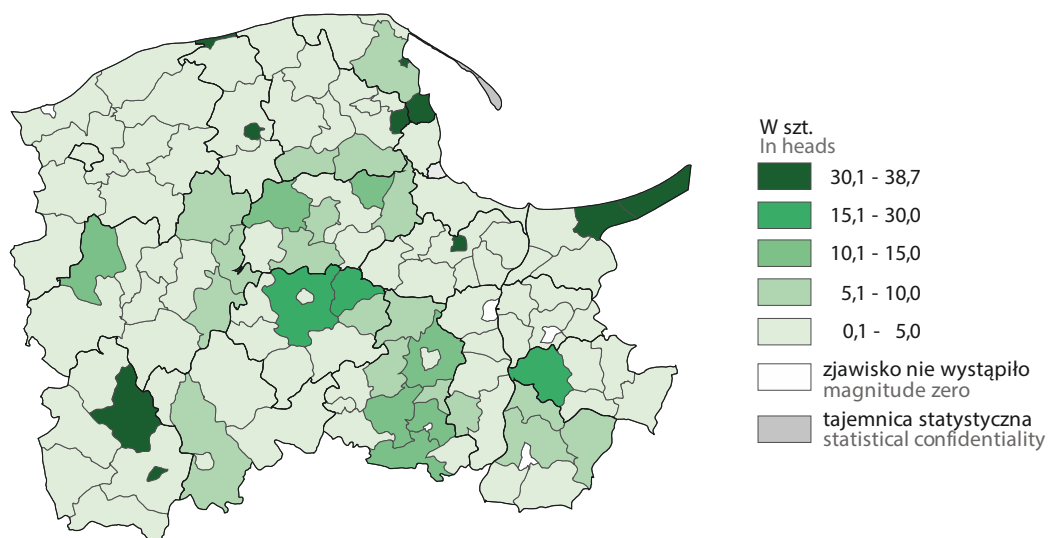 W szt.
In heads
30,1 - 38,7
15,1 - 30,0
10,1 - 15,0
5,1 - 10,0
0,1 - 5,0
zjawisko nie wystąpiło
magnitude zero
tajemnica statystyczna
statistical confidentiality